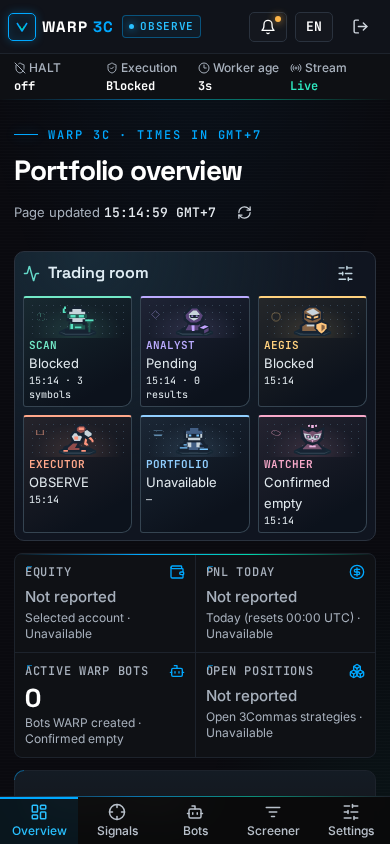 WARP 3C
OBSERVE
EN
HALT
off
Execution
Blocked
Worker age
3s
Stream
Live
WARP 3C · TIMES IN GMT+7
Portfolio overview
Page updated 15:14:59 GMT+7
Trading room
SCAN
Blocked
15:14 · 3
symbols
ANALYST
Pending
15:14 · 0
results
AEGIS
Blocked
15:14
EXECUTOR
OBSERVE
15:14
PORTFOLIO
Unavailable
—
WATCHER
Confirmed
empty
15:14
EQUITY
Not reported
Selected account ·
Unavailable
PNL TODAY
Not reported
Today (resets 00:00 UTC) ·
Unavailable
ACTIVE WARP BOTS
0
Bots WARP created ·
Confirmed empty
OPEN POSITIONS
Not reported
Open 3Commas strategies ·
Unavailable
Overview
Signals
Bots
Screener
Settings